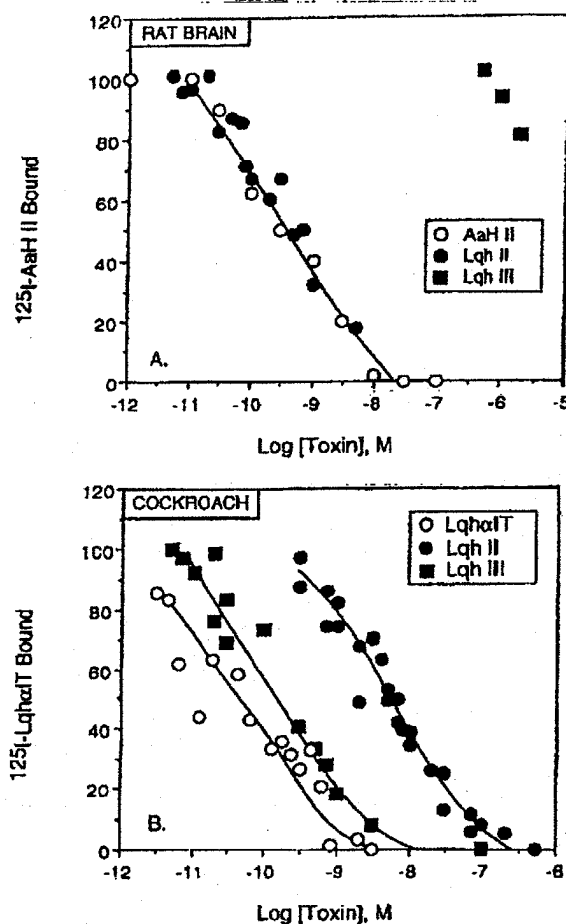 120
RAT BRAIN
100
80
60
40
20
0
125I-AaH II Bound
AaH II
Lqh II
Lqh III
A.
-12 -11 -10 -9 -8 -7 -6 -5
Log [Toxin], M
120
COCKROACH
100
80
60
40
20
0
125I-LqhαIT Bound
LqhαIT
Lqh II
Lqh III
B.
-12 -11 -10 -9 -8 -7 -6
Log [Toxin], M